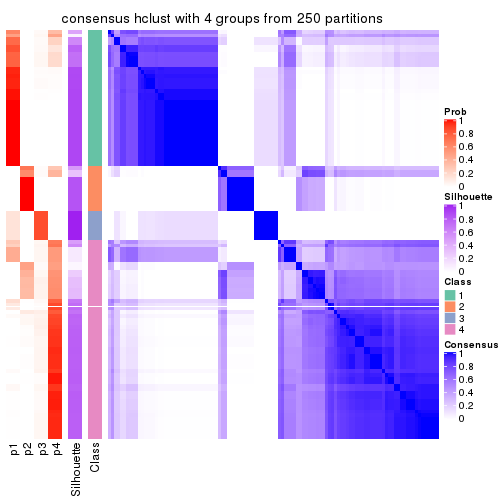 consensus hclust with 4 groups from 250 partitions
Prob
1
0.8
0.6
0.4
0.2
0
Silhouette
1
0.8
0.6
0.4
0.2
0
Class
1
2
3
4
Consensus
1
0.8
0.6
0.4
0.2
0
p1
p2
p3
p4
Silhouette
Class